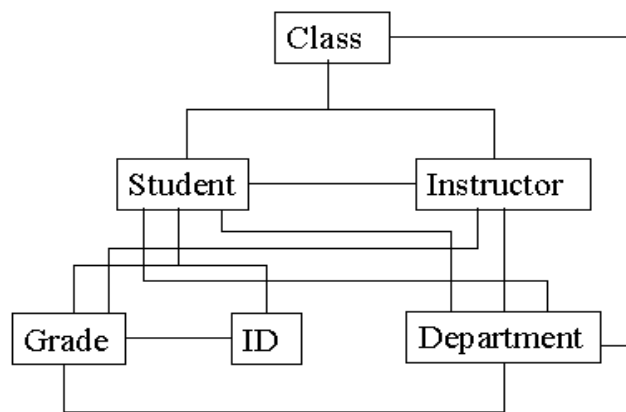 Class
Student
Instructor
Grade
ID
Department